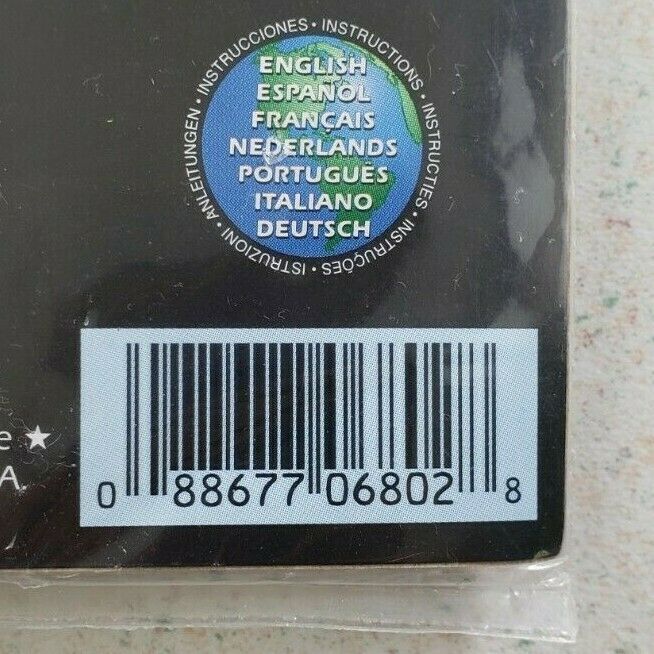 INSTRUCCIONES · INSTRUCTIONS · INSTRUCTIES · INSTRUÇÕES · ISTRUZIONI · ANLEITUNGEN ·
ENGLISH
ESPAÑOL
FRANÇAIS
NEDERLANDS
PORTUGUÊS
ITALIANO
DEUTSCH
e ★
A
0 88677 06802 8